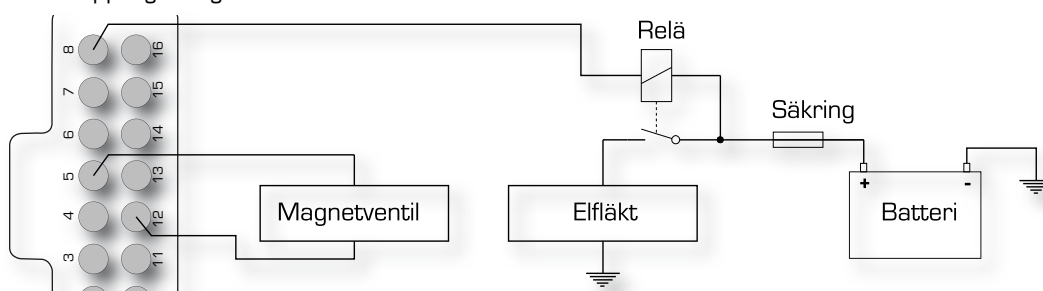 Relä
Säkring
8
16
7
15
6
14
5
13
4
12
3
11
Magnetventil
Elfläkt
+
-
Batteri